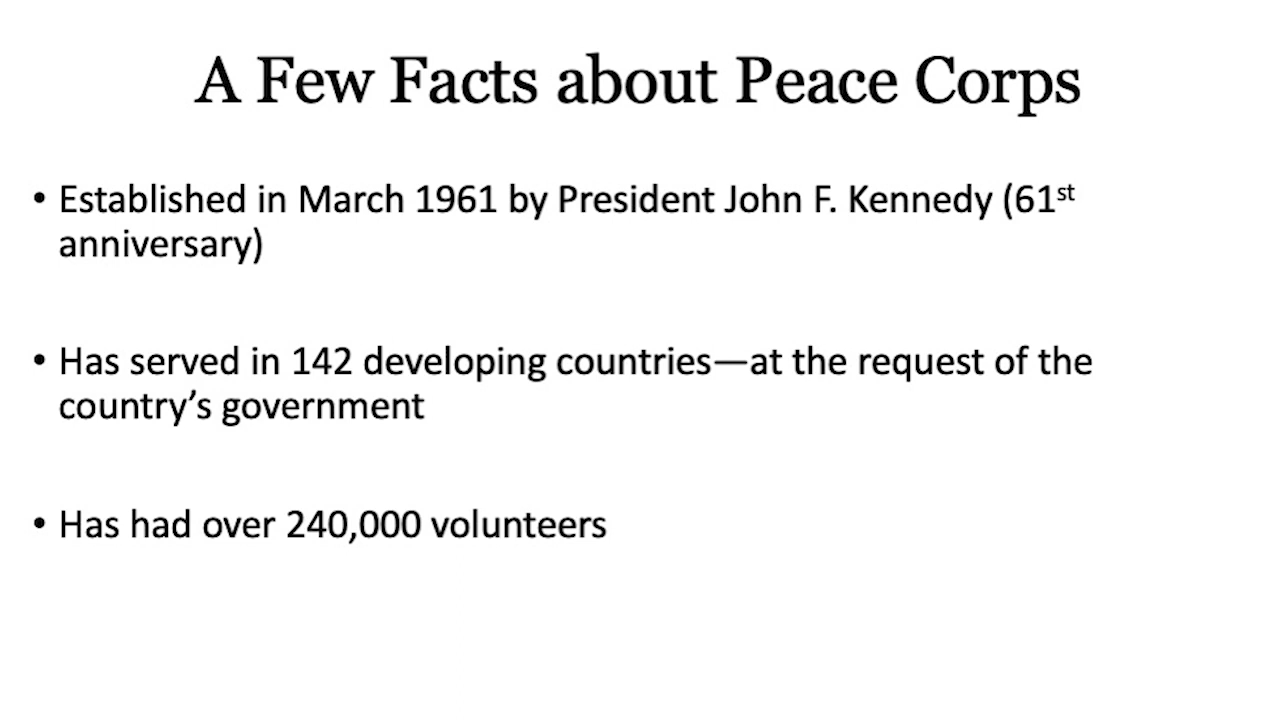 A Few Facts about Peace Corps
• Established in March 1961 by President John F. Kennedy (61st
anniversary)
• Has served in 142 developing countries—at the request of the
country’s government
• Has had over 240,000 volunteers